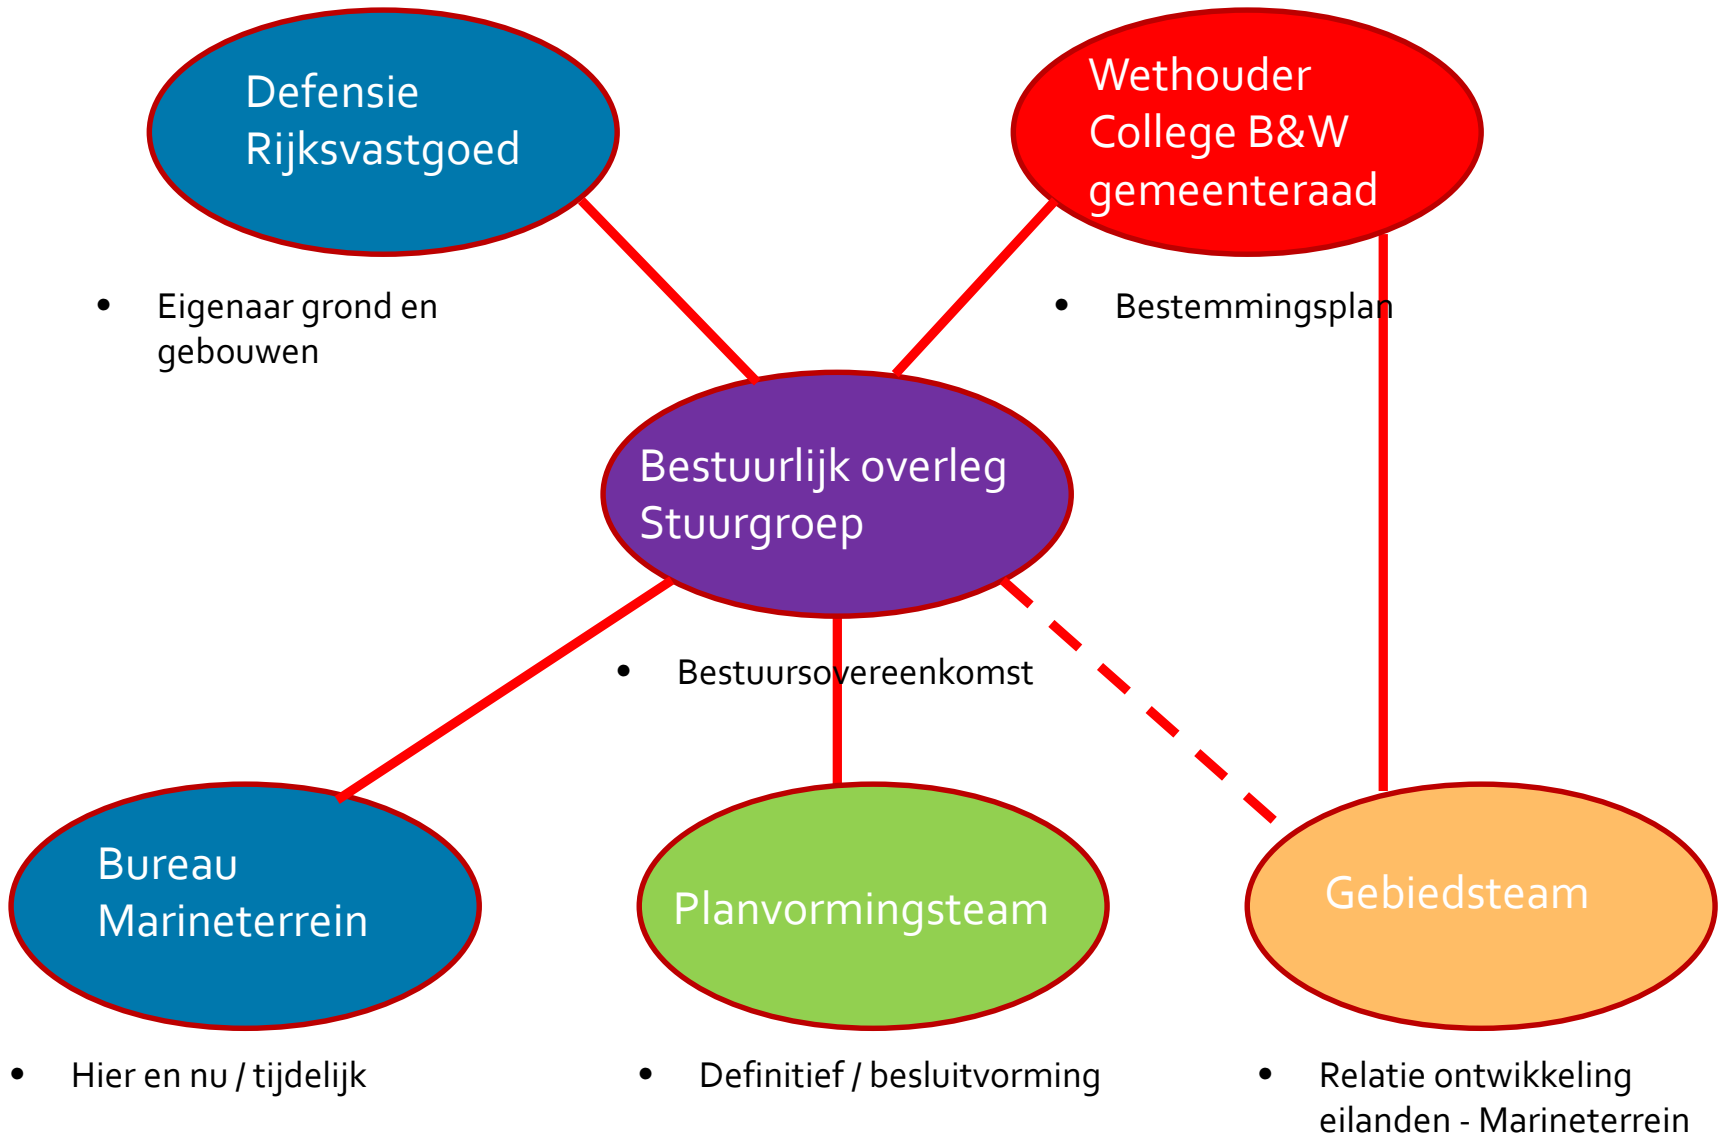 Defensie
Rijksvastgoed
Wethouder
College B&W
gemeenteraad
• Eigenaar grond en
gebouwen
• Bestemmingsplan
Bestuurlijk overleg
Stuurgroep
• Bestuursovereenkomst
Bureau
Marineterrein
Planvormingsteam
Gebiedsteam
• Hier en nu / tijdelijk
• Definitief / besluitvorming
• Relatie ontwikkeling
eilanden - Marineterrein